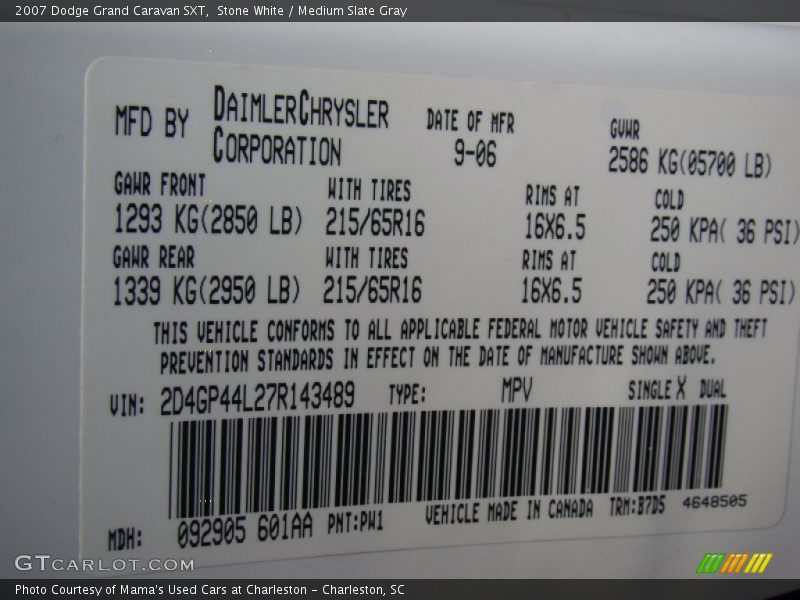 2007 Dodge Grand Caravan SXT,  Stone White / Medium Slate Gray
MFD BY DAIMLERCHRYSLER CORPORATION DATE OF MFR 9-06 GVWR 2586 KG(05700 LB)
GAWR FRONT WITH TIRES RIMS AT COLD
1293 KG(2850 LB) 215/65R16 16X6.5 250 KPA( 36 PSI)
GAWR REAR WITH TIRES RIMS AT COLD
1339 KG(2950 LB) 215/65R16 16X6.5 250 KPA( 36 PSI)
THIS VEHICLE CONFORMS TO ALL APPLICABLE FEDERAL MOTOR VEHICLE SAFETY AND THEFT
PREVENTION STANDARDS IN EFFECT ON THE DATE OF MANUFACTURE SHOWN ABOVE.
VIN: 2D4GP44L27R143489 TYPE: MPV SINGLE X DUAL
MDH: 092905 601AA PNT:PW1 VEHICLE MADE IN CANADA TRM:B7D5 4648505
GTCARLOT.COM
Photo Courtesy of Mama's Used Cars at Charleston - Charleston, SC